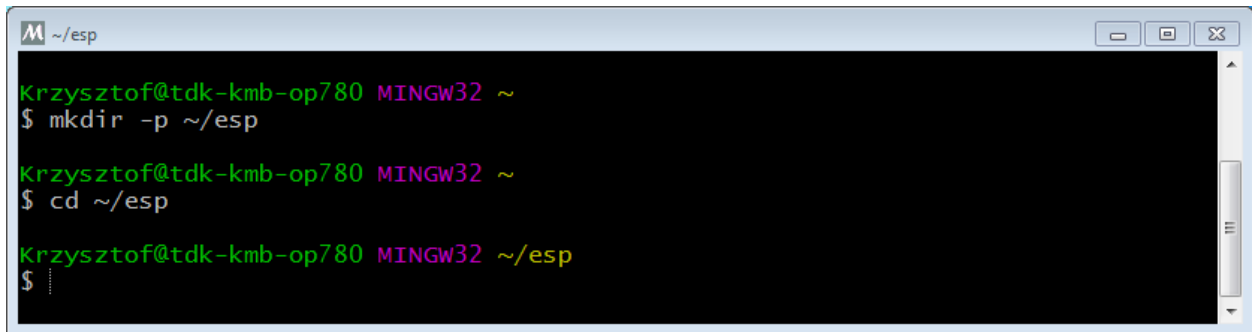 ~/esp
Krzysztof@tdk-kmb-op780 MINGW32 ~
$ mkdir -p ~/esp
Krzysztof@tdk-kmb-op780 MINGW32 ~
$ cd ~/esp
Krzysztof@tdk-kmb-op780 MINGW32 ~/esp
$